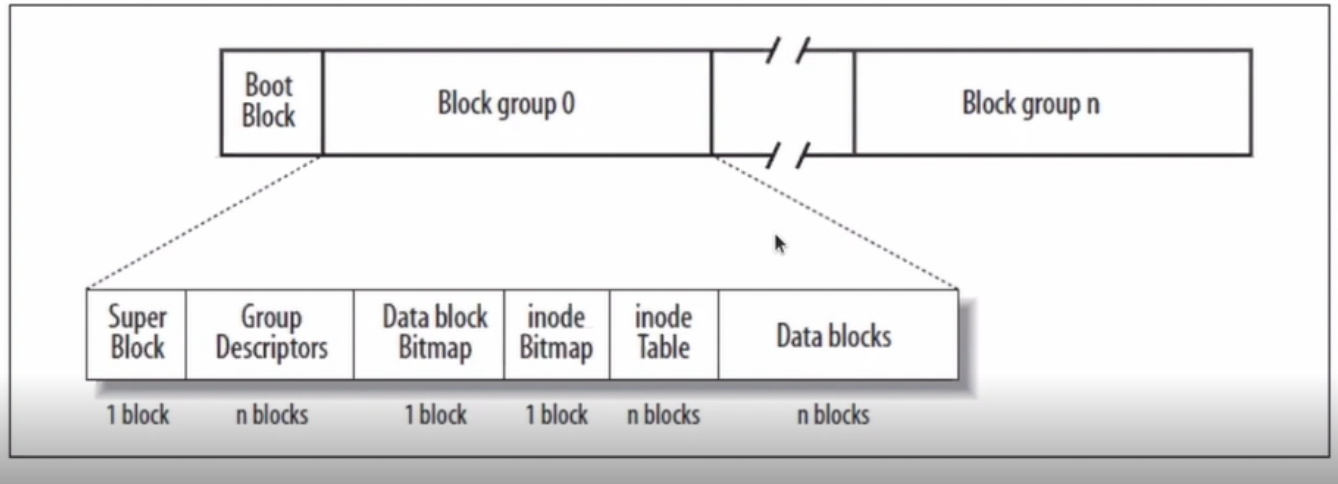 Boot
Block
Block group 0
Block group n
Super
Block
Group
Descriptors
Data block
Bitmap
inode
Bitmap
inode
Table
Data blocks
1 block
n blocks
1 block
1 block
n blocks
n blocks